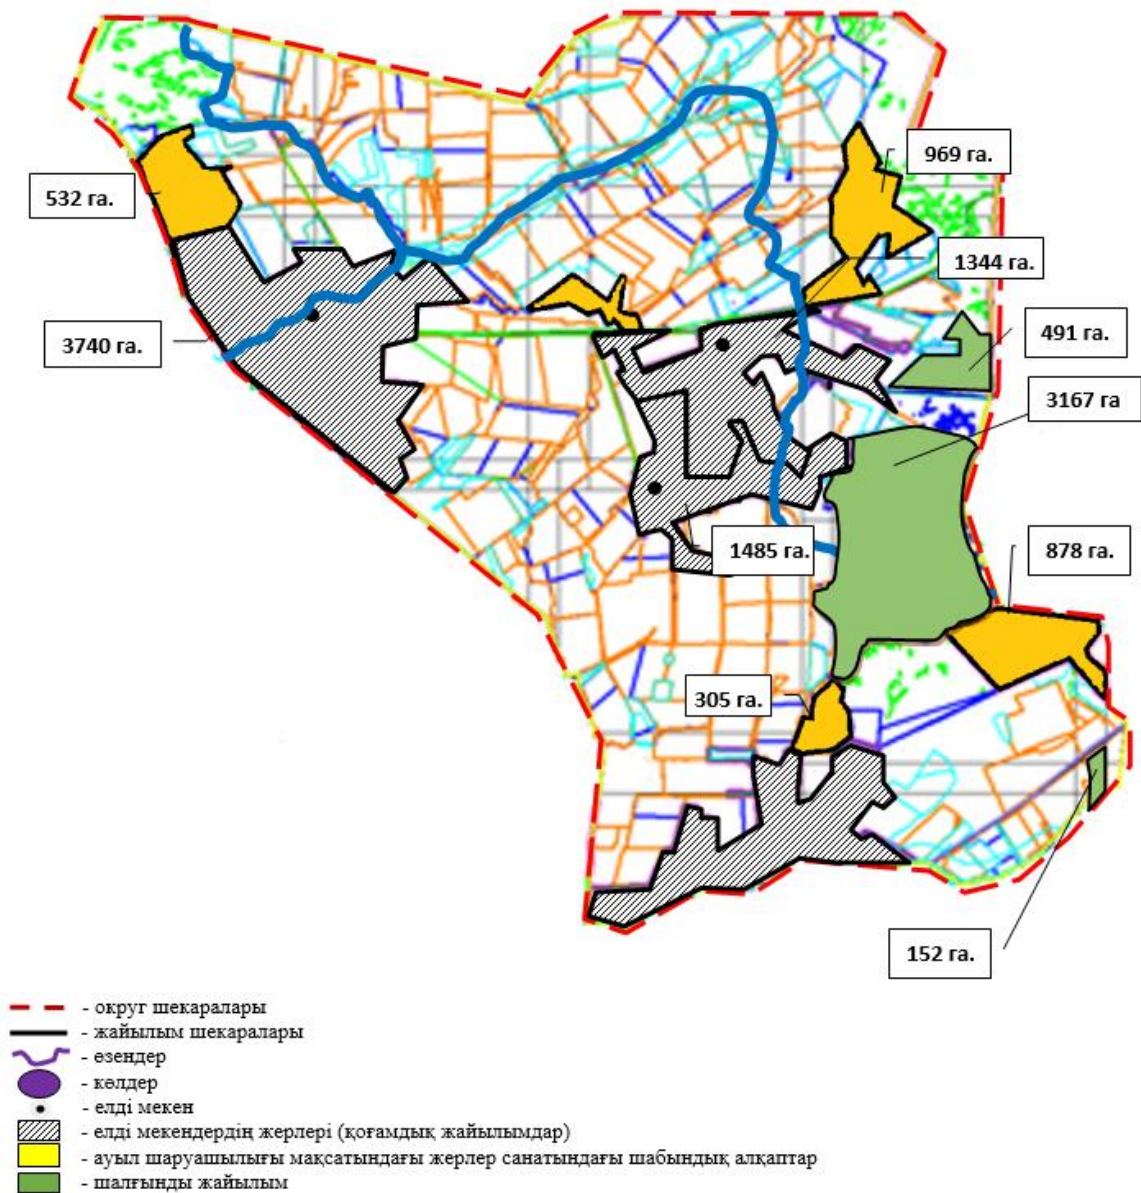 969 га.
532 га.
1344 га.
491 га.
3740 га.
3167 га
1485 га.
878 га.
305 га.
152 га.
- округ шекаралары
- жайылым шекаралары
- өзендер
- көлдер
- елді мекен
- елді мекендердің жерлері (қоғамдық жайылымдар)
- ауыл шаруашылығы мақсатындағы жерлер санатындағы шабындық алқаптар
- шалғынды жайылым